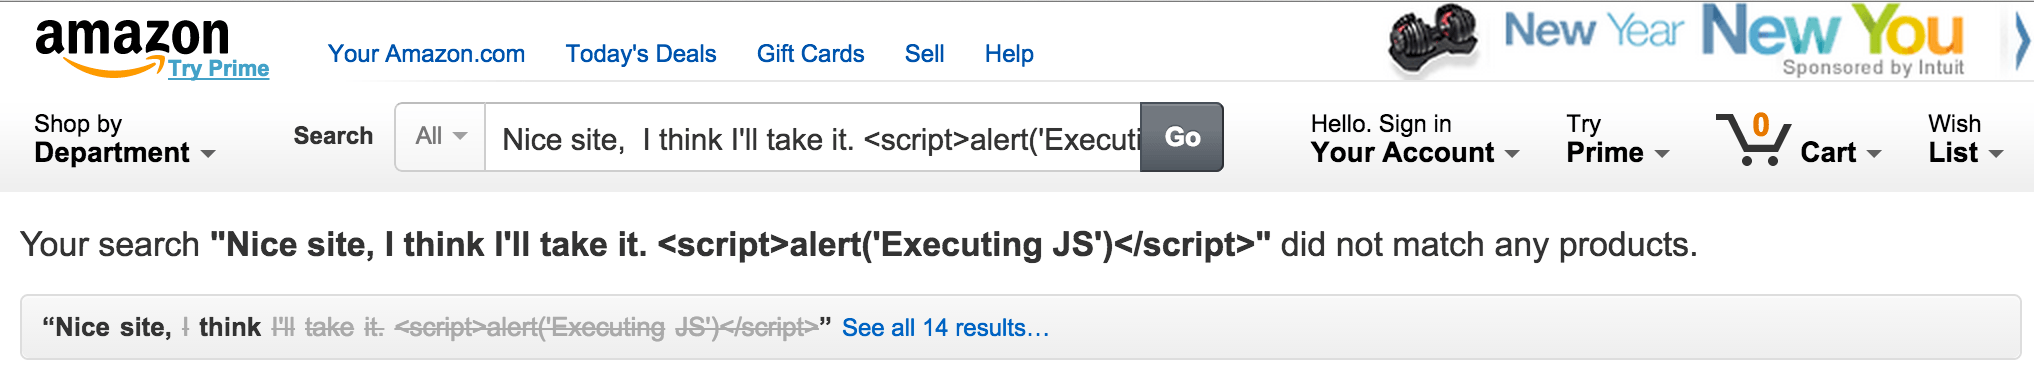 amazon
Try Prime
Your Amazon.com Today's Deals Gift Cards Sell Help
New Year New You
Sponsored by Intuit
Shop by
Department
Search All Nice site,  I think I'll take it. <script>alert('Executi Go
Hello. Sign in
Your Account
Try
Prime
0
Cart
Wish
List
Your search "Nice site, I think I'll take it. <script>alert('Executing JS')</script>" did not match any products.
“Nice site, I think I'll take it. <script>alert('Executing JS')</script>” See all 14 results…